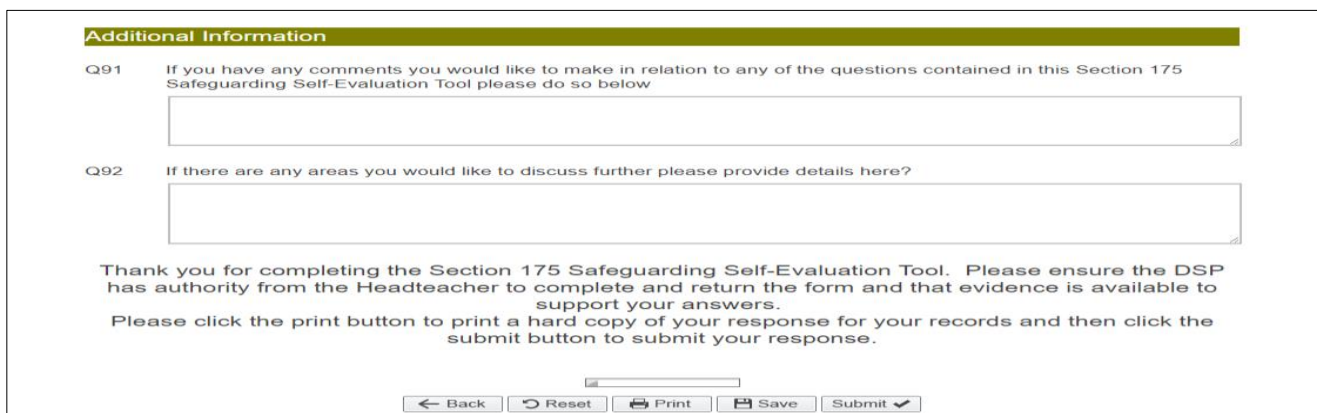 Additional Information
Q91 If you have any comments you would like to make in relation to any of the questions contained in this Section 175
Safeguarding Self-Evaluation Tool please do so below
Q92 If there are any areas you would like to discuss further please provide details here?
Thank you for completing the Section 175 Safeguarding Self-Evaluation Tool. Please ensure the DSP
has authority from the Headteacher to complete and return the form and that evidence is available to
support your answers.
Please click the print button to print a hard copy of your response for your records and then click the
submit button to submit your response.
Back Reset Print Save Submit